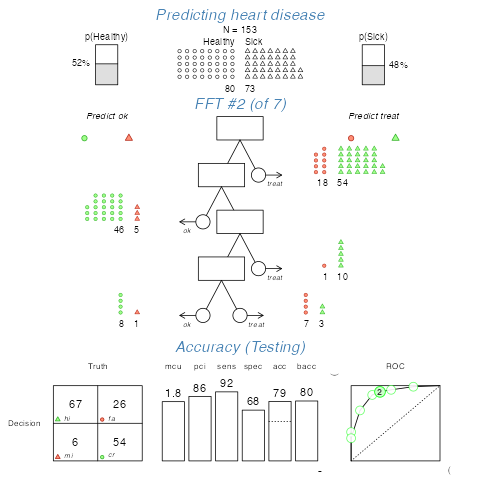 Predicting heart disease
p(Healthy)
N = 153
p(Sick)
Healthy Sick
52%
48%
80 73
FFT #2 (of 7)
Predict ok
Predict treat
treat
18 54
ok
46 5
treat
1 10
ok
treat
8 1
7 3
Accuracy (Testing)
Truth
mcu pci sens spec acc bacc
ROC
1.8 86 92 68 79 80
2
67 26
hi fa
Decision
6 54
mi cr